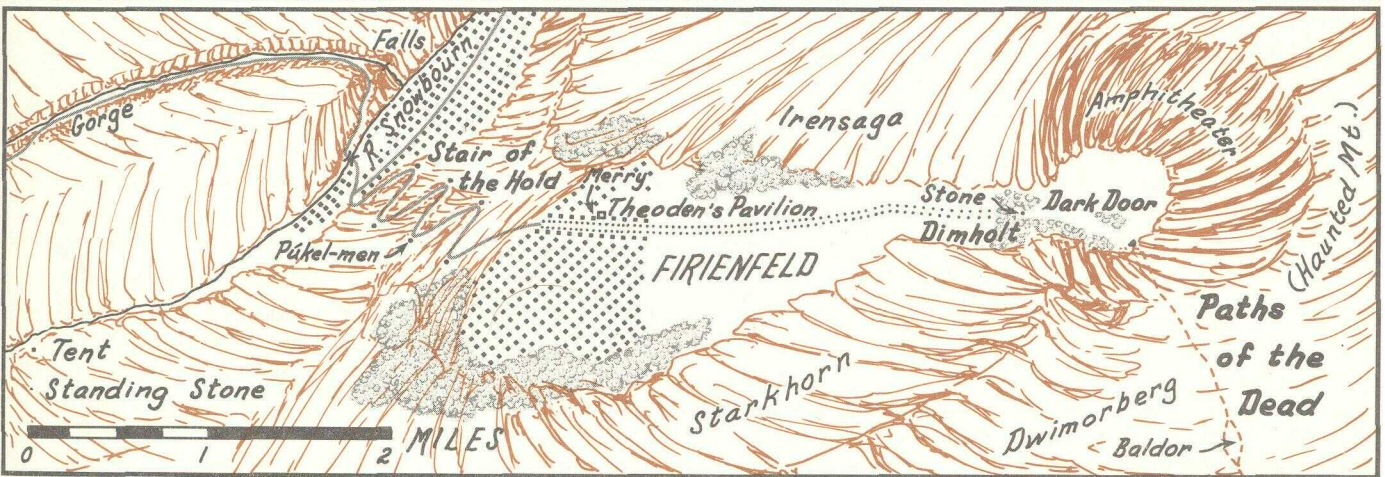 Falls
Gorge
R. Snowbourn
Stair of
the Hold
Púkel-men
Merry
Theoden's Pavilion
Irensaga
Amphitheater
(Haunted Mt.)
Stone
Dark Door
Dimholt
FIRIENFELD
Paths
of the
Dead
Starkhorn
Dwimorberg
Baldor
Tent
Standing Stone
MILES
0 1 2